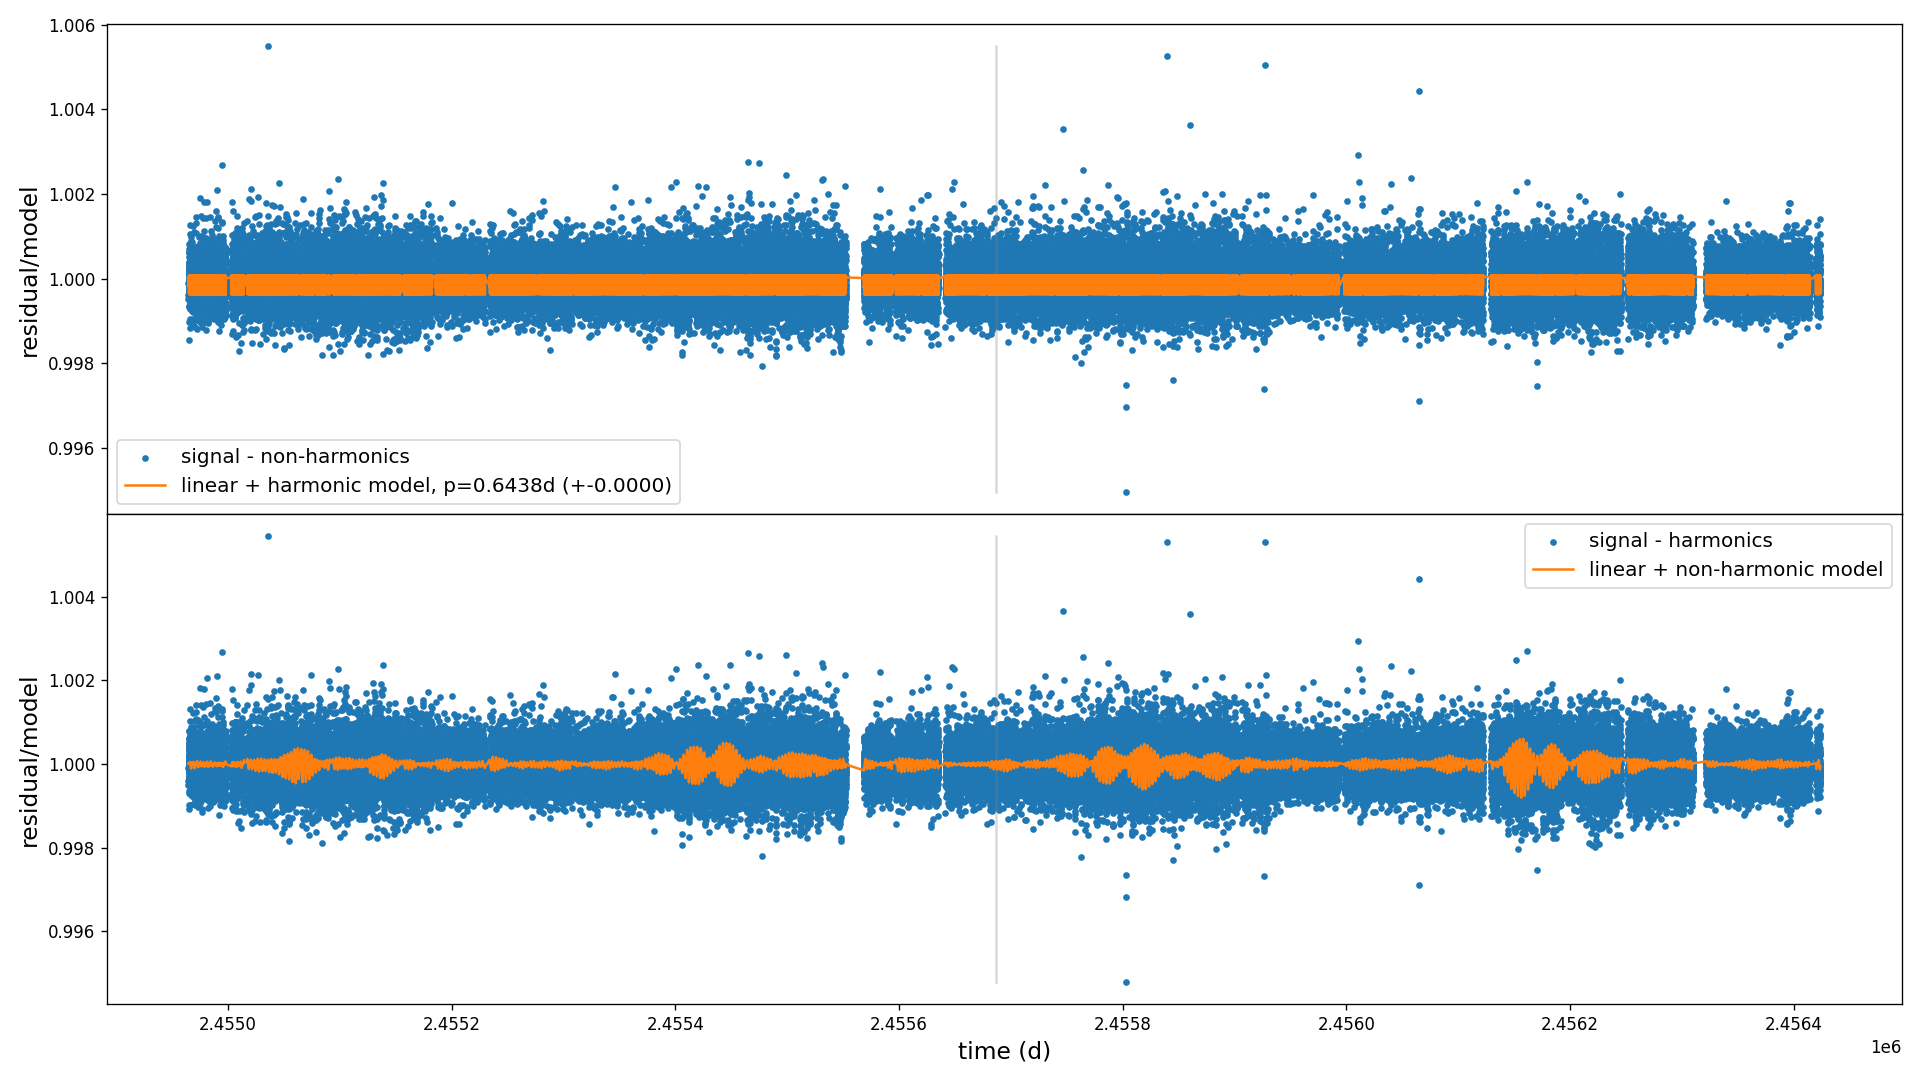 1.006
1.004
1.002
1.000
0.998
0.996
residual/model
signal - non-harmonics
linear + harmonic model, p=0.6438d (+-0.0000)
signal - harmonics
linear + non-harmonic model
1.004
1.002
1.000
0.998
0.996
residual/model
2.4550 2.4552 2.4554 2.4556 2.4558 2.4560 2.4562 2.4564
time (d)
1e6